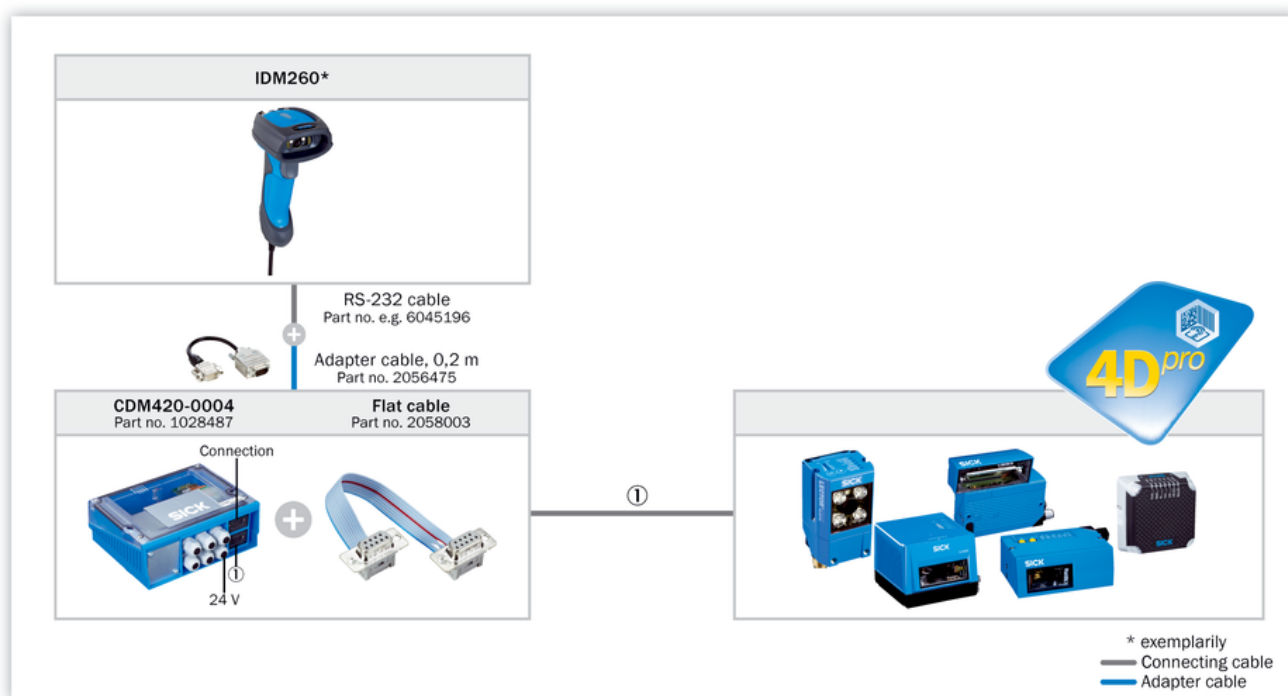 IDM260*
RS-232 cable
Part no. e.g. 6045196
Adapter cable, 0,2 m
Part no. 2056475
CDM420-0004
Part no. 1028487
Flat cable
Part no. 2058003
Connection
SICK
①
24 V
①
4Dpro
SICK
SICK
SICK
SICK
SICK
* exemplarily
Connecting cable
Adapter cable